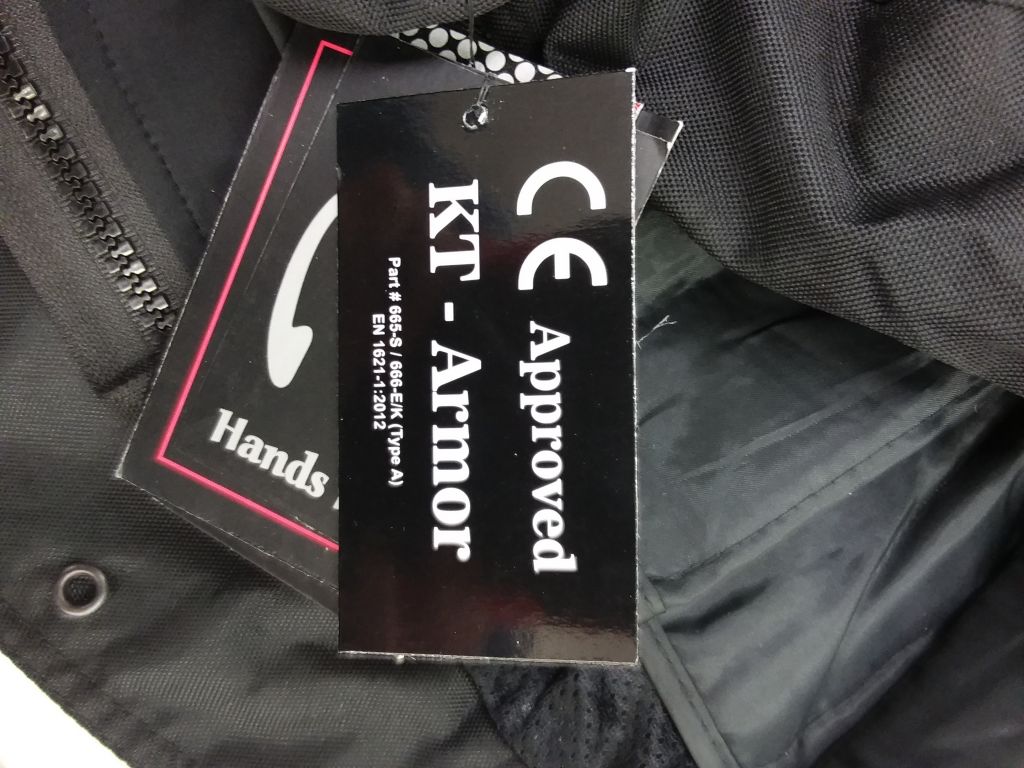 CE Approved
KT - Armor
Part # 665-S / 666-E/K (Type A)
EN 1621-1:2012
Hands